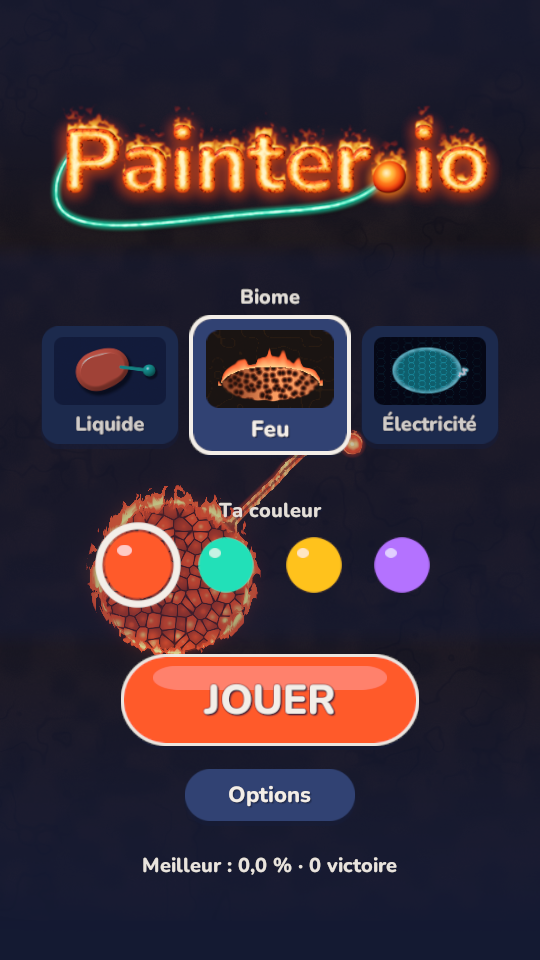 Painter.io
Biome
Liquide
Feu
Électricité
Ta couleur
JOUER
Options
Meilleur : 0,0 % · 0 victoire